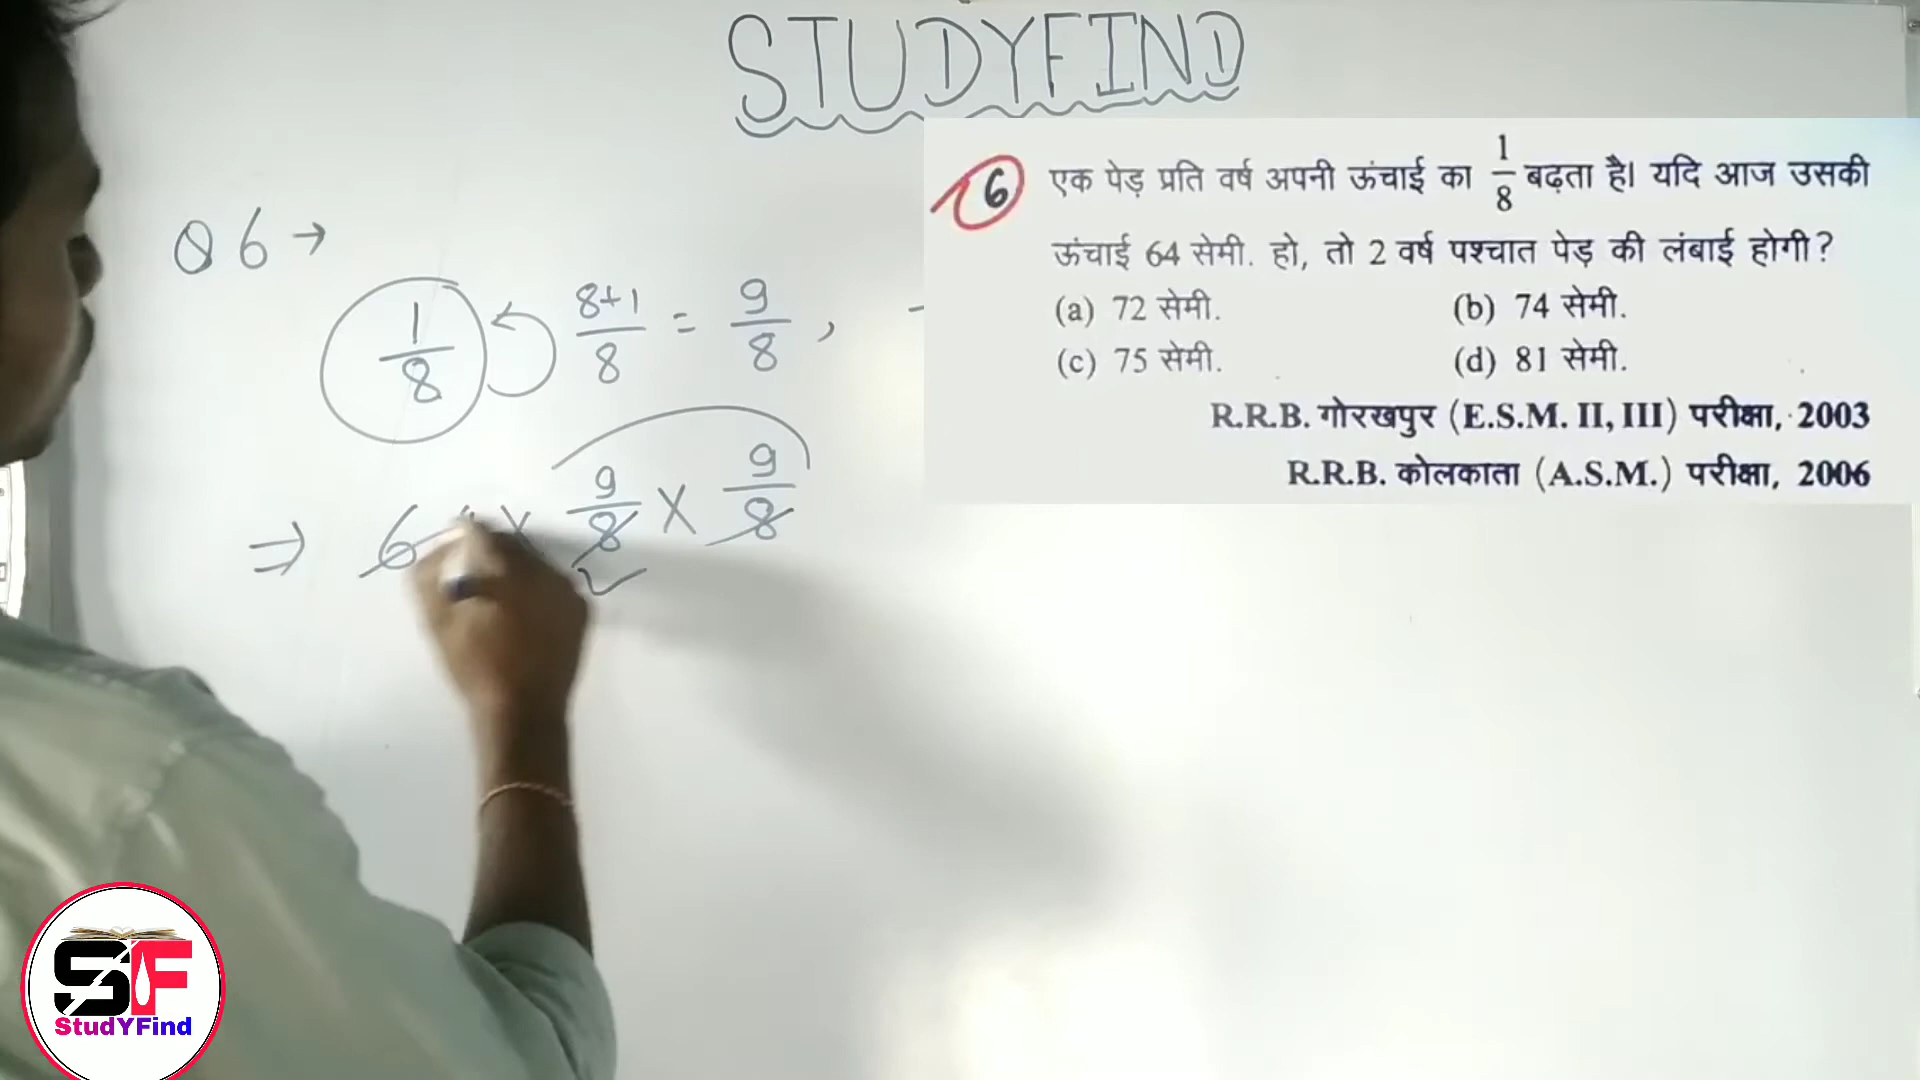 STUDYFIND
Q 6 →
1/8 8+1/8 = 9/8 ,
⇒ 6 × 9/8 × 9/8
6 एक पेड़ प्रति वर्ष अपनी ऊंचाई का 1/8 बढ़ता है। यदि आज उसकी
ऊंचाई 64 सेमी. हो, तो 2 वर्ष पश्चात पेड़ की लंबाई होगी?
(a) 72 सेमी. (b) 74 सेमी.
(c) 75 सेमी. (d) 81 सेमी.
R.R.B. गोरखपुर (E.S.M. II, III) परीक्षा, 2003
R.R.B. कोलकाता (A.S.M.) परीक्षा, 2006
SF
StudYFind